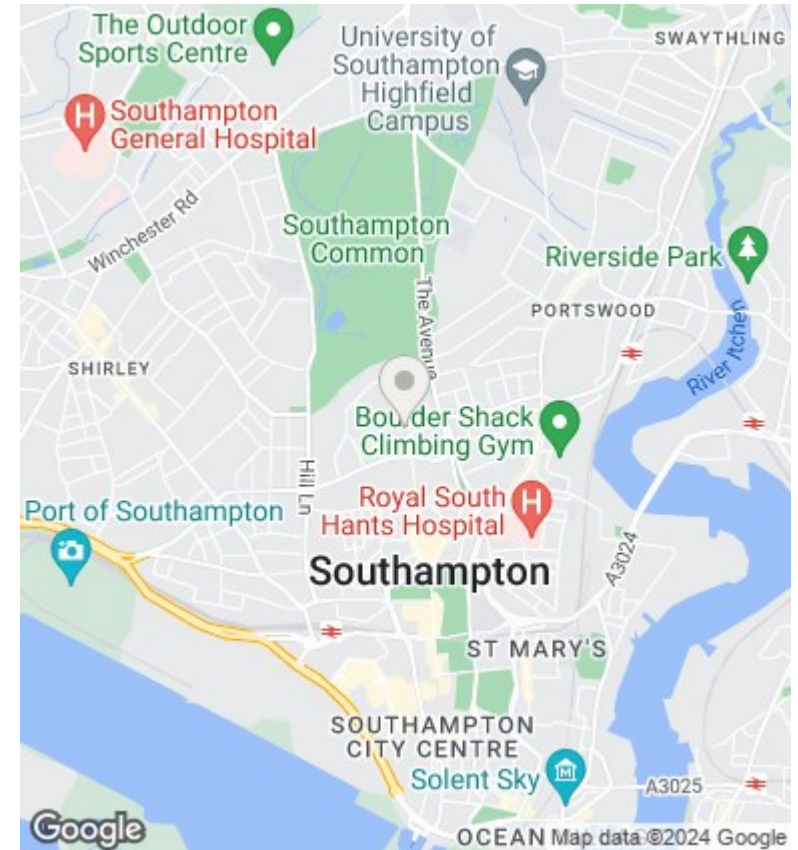 The Outdoor
Sports Centre
University of
Southampton
Highfield
Campus
SWAYTHLING
Southampton
General Hospital
Winchester Rd
Southampton
Common
Riverside Park
The Avenue
PORTSWOOD
River Itchen
SHIRLEY
Boulder Shack
Climbing Gym
Hill Ln
Royal South
Hants Hospital
Port of Southampton
A3024
Southampton
ST MARY'S
SOUTHAMPTON
CITY CENTRE
Solent Sky
A3025
Google
OCEAN
Map data ©2024 Google